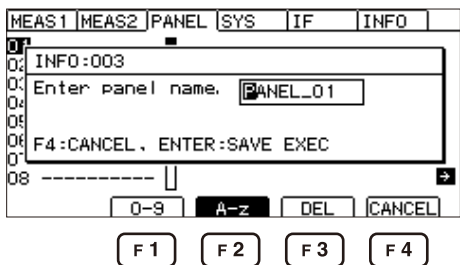 MEAS1 MEAS2 PANEL SYS IF INFO
01
INFO:003
Enter panel name. PANEL_01
F4:CANCEL, ENTER:SAVE EXEC
08 ----------
0-9 A-z DEL CANCEL
F1 F2 F3 F4